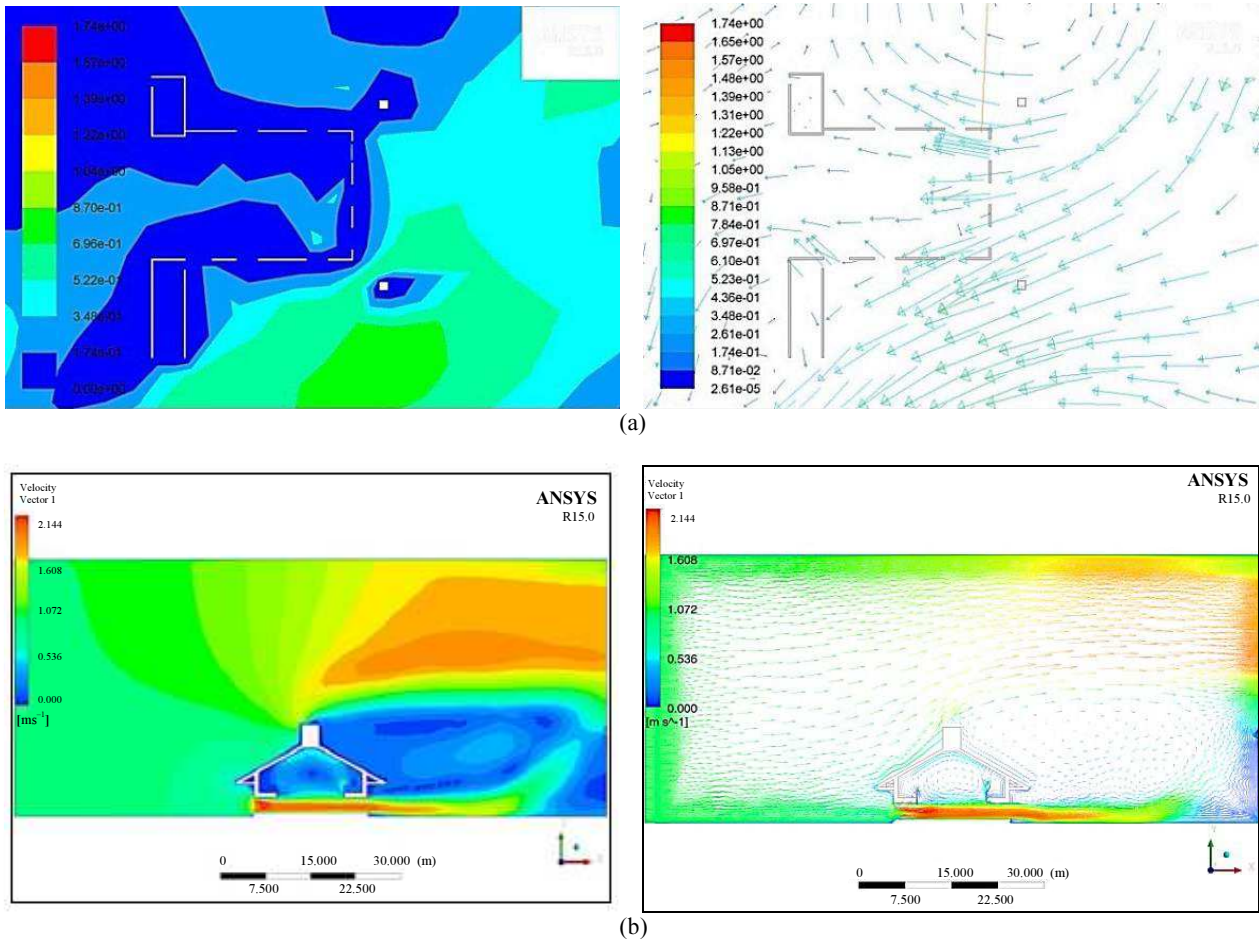 1.74e+00
1.57e+00
1.39e+00
1.22e+00
1.04e+00
8.70e-01
6.96e-01
5.22e-01
3.48e-01
1.74e-01
0.00e+00
1.74e+00
1.65e+00
1.57e+00
1.48e+00
1.39e+00
1.31e+00
1.22e+00
1.13e+00
1.05e+00
9.58e-01
8.71e-01
7.84e-01
6.97e-01
6.10e-01
5.23e-01
4.36e-01
3.48e-01
2.61e-01
1.74e-01
8.71e-02
2.61e-05
(a)
Velocity
Vector 1
ANSYS
R15.0
2.144
1.608
1.072
0.536
0.000
[ms-1]
0 15.000 30.000 (m)
7.500 22.500
Velocity
Vector 1
ANSYS
R15.0
2.144
1.608
1.072
0.536
0.000
[m s^-1]
Y
X
0 15.000 30.000 (m)
7.500 22.500
(b)